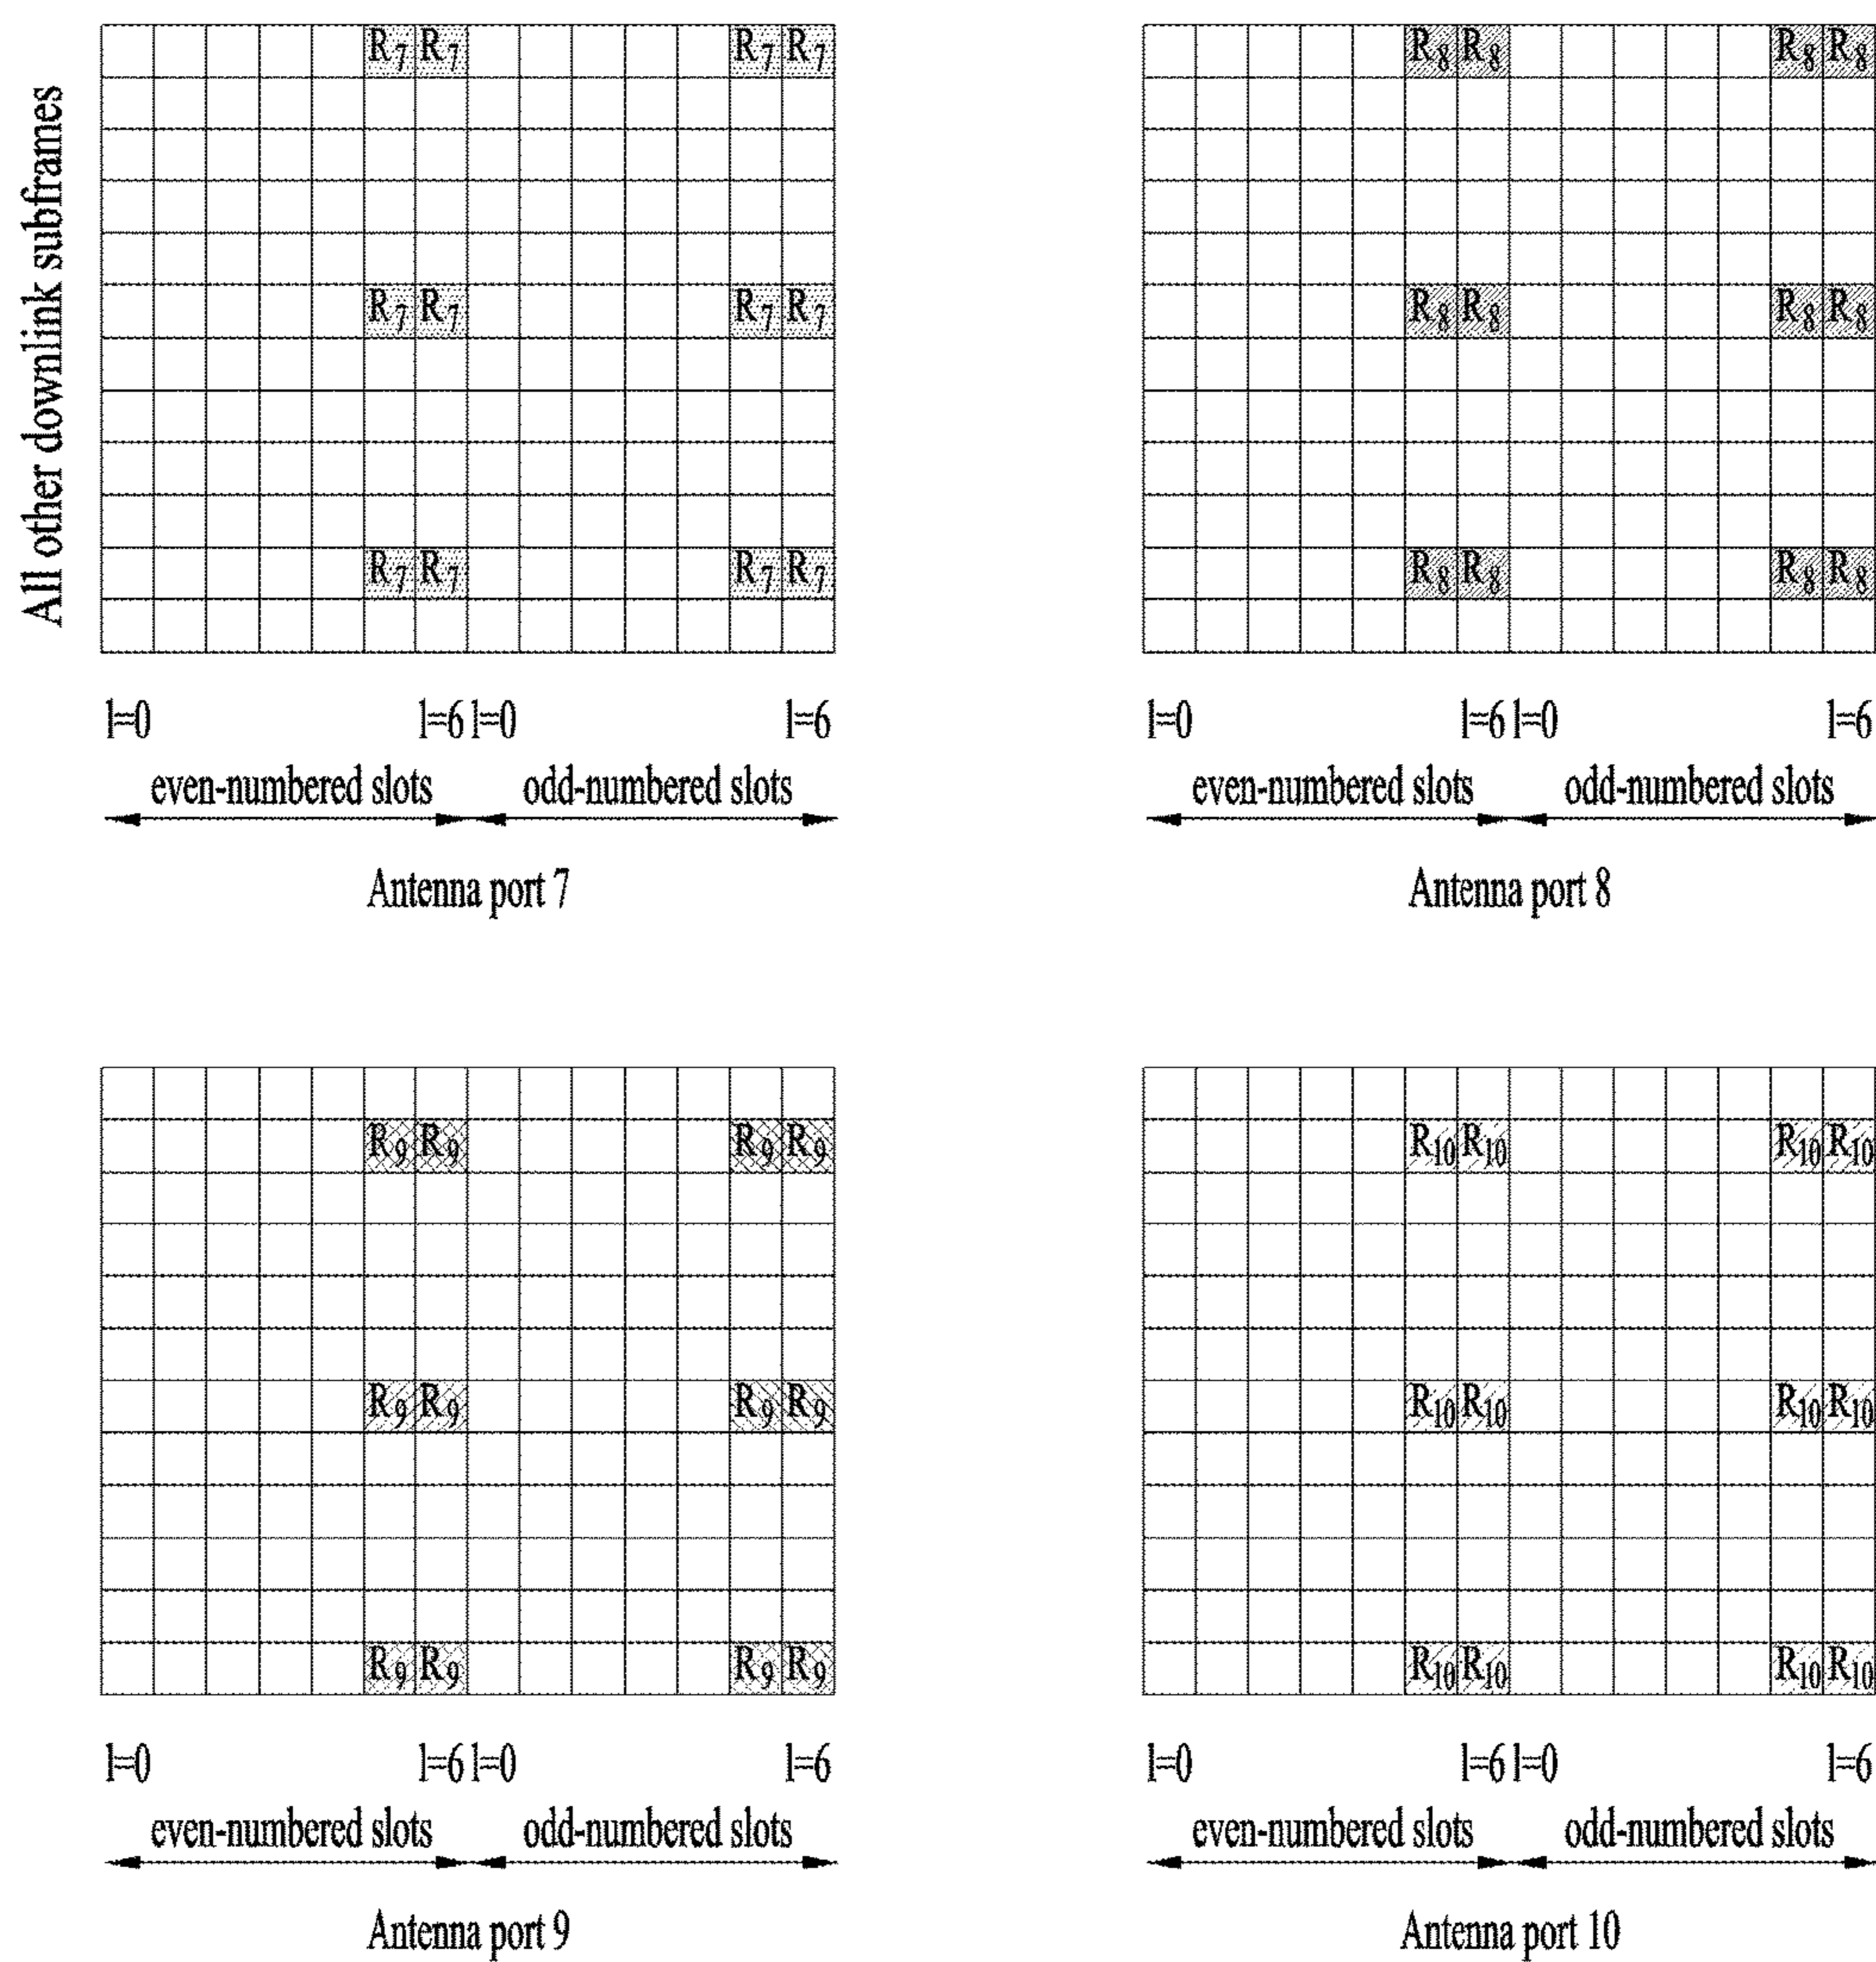 All other downlink subframes
R7 R7 R7 R7 R8 R8 R8 R8
R7 R7 R7 R7 R8 R8 R8 R8
R7 R7 R7 R7 R8 R8 R8 R8
l=0 l=6 l=0 l=6 l=0 l=6 l=0 l=6
even-numbered slots odd-numbered slots even-numbered slots odd-numbered slots
Antenna port 7 Antenna port 8
R9 R9 R9 R9 R10 R10 R10 R10
R9 R9 R9 R9 R10 R10 R10 R10
R9 R9 R9 R9 R10 R10 R10 R10
l=0 l=6 l=0 l=6 l=0 l=6 l=0 l=6
even-numbered slots odd-numbered slots even-numbered slots odd-numbered slots
Antenna port 9 Antenna port 10